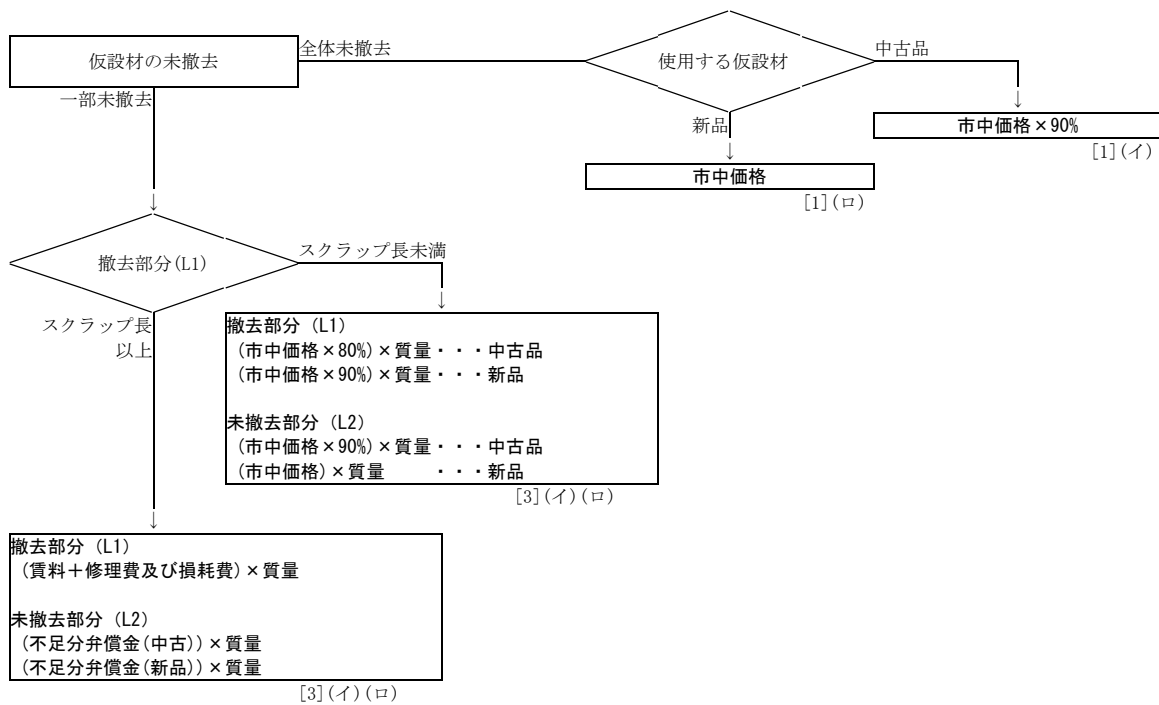 仮設材の未撤去
全体未撤去
使用する仮設材
中古品
↓
市中価格×90%
[1](イ)
新品
↓
市中価格
[1](ロ)
一部未撤去
↓
撤去部分(L1)
スクラップ長未満
↓
撤去部分 (L1)
(市中価格×80%)×質量・・・中古品
(市中価格×90%)×質量・・・新品
未撤去部分 (L2)
(市中価格×90%)×質量・・・中古品
(市中価格)×質量　　・・・新品
[3](イ)(ロ)
スクラップ長
以上
↓
撤去部分 (L1)
(賃料＋修理費及び損耗費)×質量
未撤去部分 (L2)
(不足分弁償金(中古))×質量
(不足分弁償金(新品))×質量
[3](イ)(ロ)